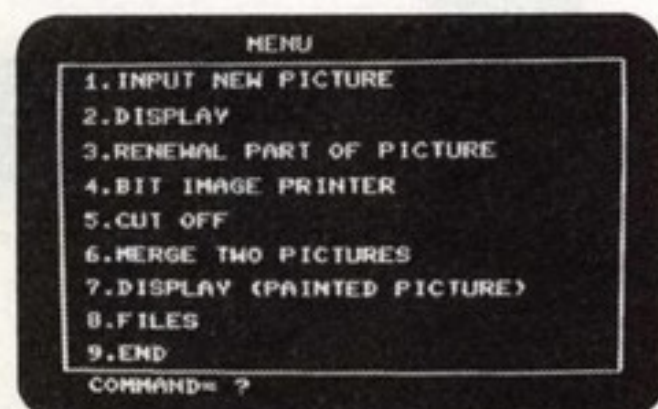 MENU
1.INPUT NEW PICTURE
2.DISPLAY
3.RENEWAL PART OF PICTURE
4.BIT IMAGE PRINTER
5.CUT OFF
6.MERGE TWO PICTURES
7.DISPLAY (PAINTED PICTURE)
8.FILES
9.END
COMMAND= ?